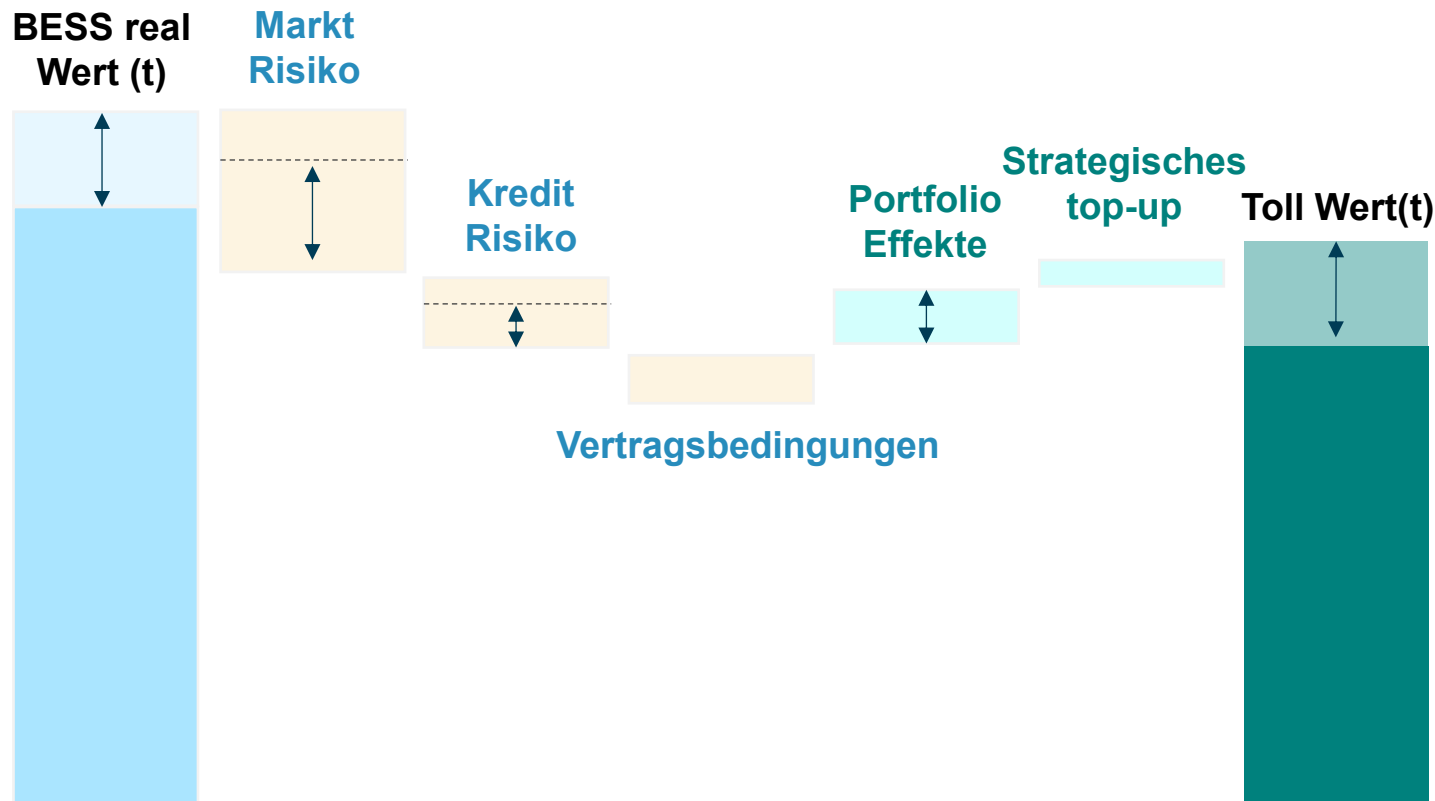 BESS real
Wert (t)
Markt
Risiko
Kredit
Risiko
Vertragsbedingungen
Portfolio
Effekte
Strategisches
top-up
Toll Wert(t)